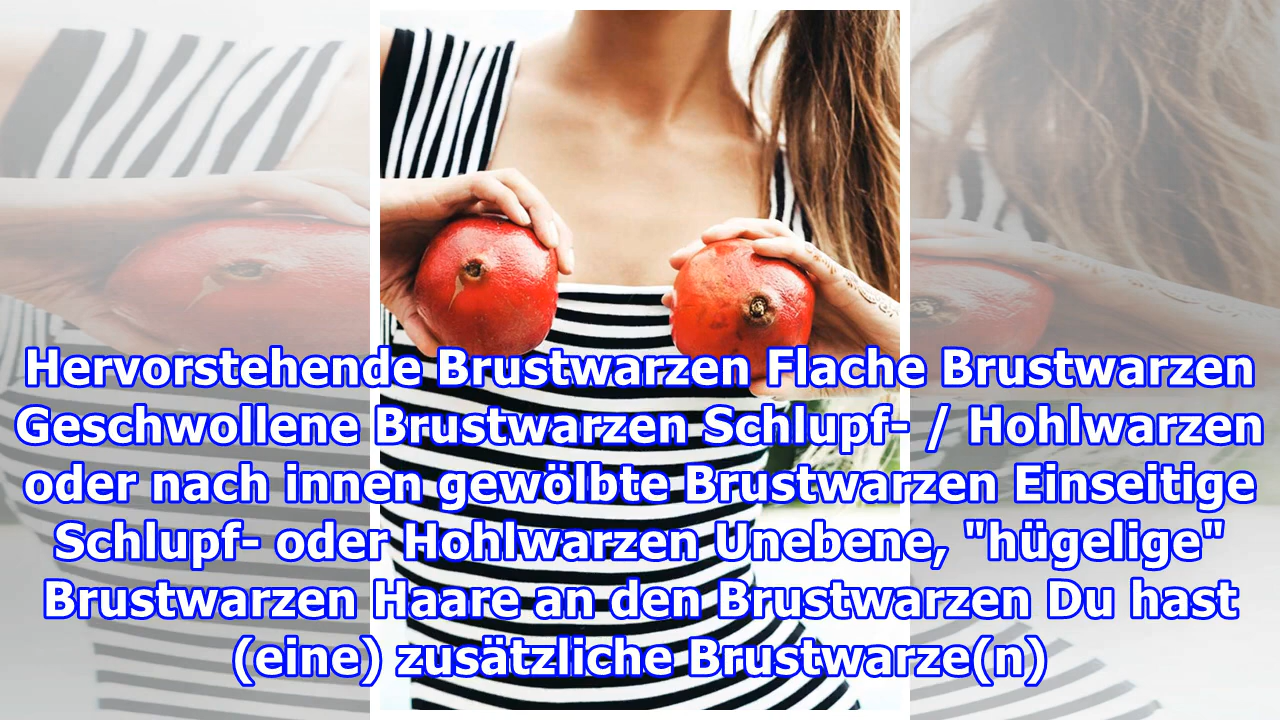 Hervorstehende Brustwarzen Flache Brustwarzen
Geschwollene Brustwarzen Schlupf- / Hohlwarzen
oder nach innen gewölbte Brustwarzen Einseitige
Schlupf- oder Hohlwarzen Unebene, "hügelige"
Brustwarzen Haare an den Brustwarzen Du hast
(eine) zusätzliche Brustwarze(n)